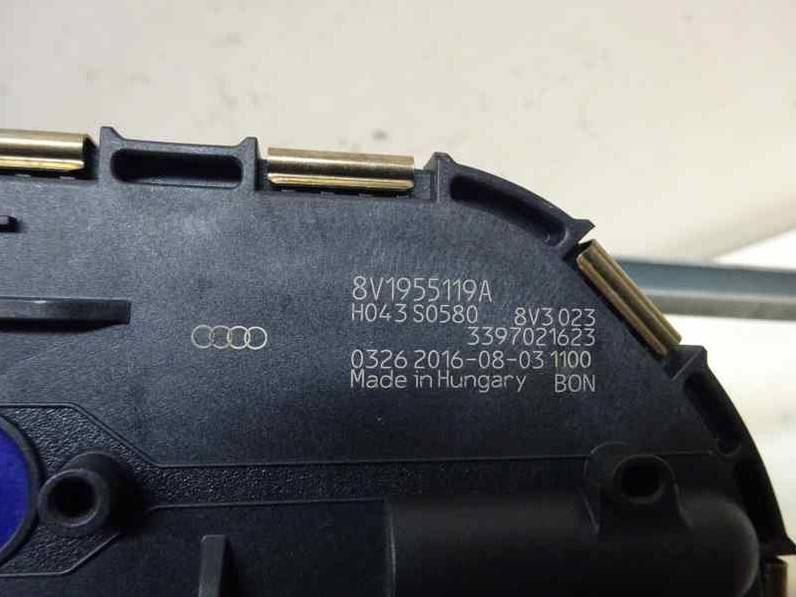 8V1955119A
H043 S0580 8V3 023
3397021623
0326 2016-08-03 1100
Made in Hungary BON